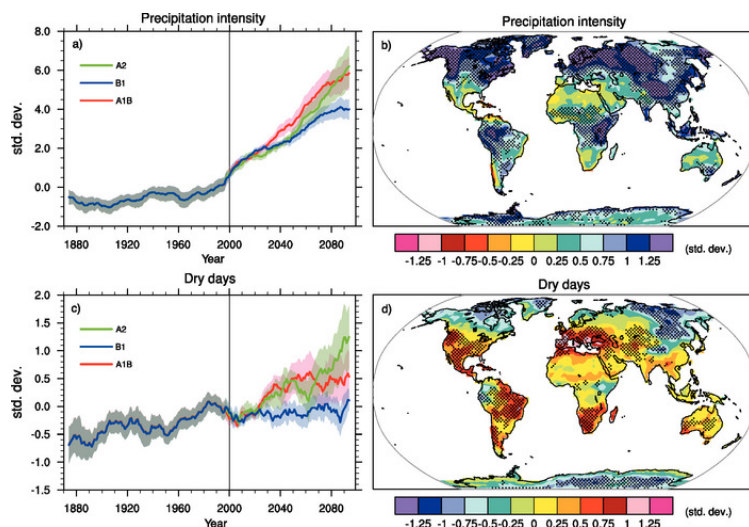 Precipitation intensity
a)
A2
B1
A1B
std. dev.
8.0
6.0
4.0
2.0
0.0
-2.0
1880 1920 1960 2000 2040 2080
Year
Precipitation intensity
b)
-1.25 -1 -0.75 -0.5 -0.25 0 0.25 0.5 0.75 1 1.25
(std. dev.)
Dry days
c)
A2
B1
A1B
std. dev.
2.0
1.5
1.0
0.5
0.0
-0.5
-1.0
-1.5
1880 1920 1960 2000 2040 2080
Year
Dry days
d)
-1.25 -1 -0.75 -0.5 -0.25 0 0.25 0.5 0.75 1 1.25
(std. dev.)